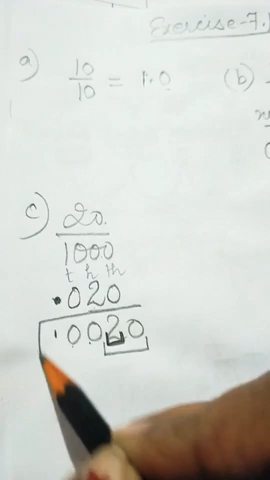 Exercise-7.
a) 10/10 = 1.0 (b)
c) 20/1000
t h th
.020
.0020